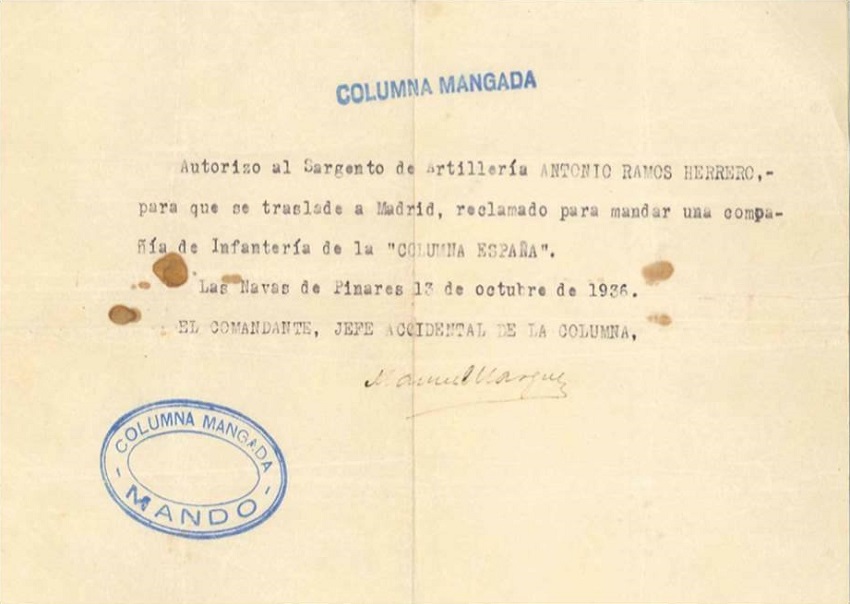 COLUMNA MANGADA
Autorizo al Sargento de Artillería ANTONIO RAMOS HERRERO,-
para que se traslade a Madrid, reclamado para mandar una compa-
ñía de Infantería de la "COLUMNA ESPAÑA".
Las Navas de Pinares 13 de octubre de 1936.
EL COMANDANTE, JEFE ACCIDENTAL DE LA COLUMNA,
Manuel Marquez
COLUMNA MANGADA
- MANDO -